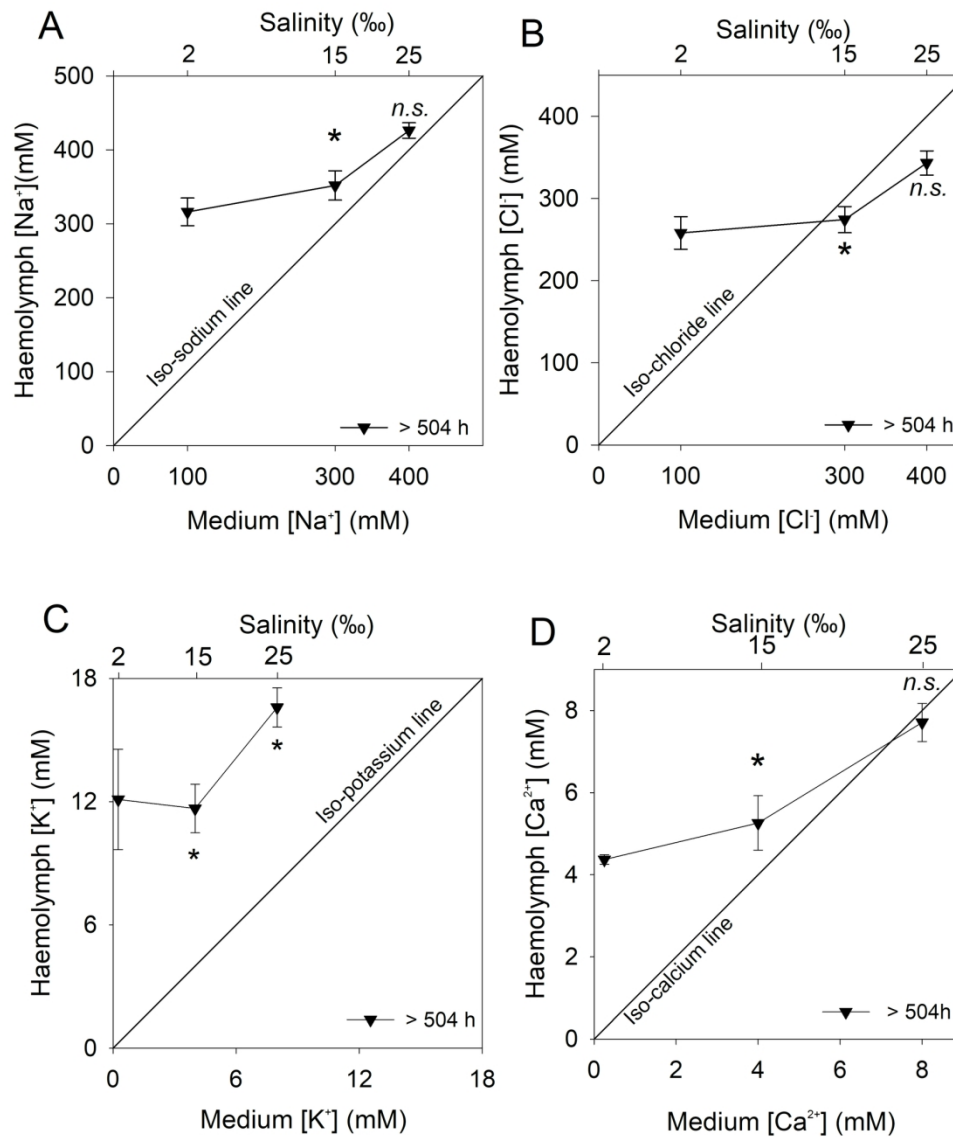 A
Salinity (‰)
2 15 25
500
400
300
200
100
0
Haemolymph [Na⁺](mM)
*
n.s.
Iso-sodium line
> 504 h
0 100 300 400
Medium [Na⁺] (mM)
B
Salinity (‰)
2 15 25
400
300
200
100
0
Haemolymph [Cl⁻] (mM)
n.s.
*
Iso-chloride line
> 504 h
0 100 300 400
Medium [Cl⁻] (mM)
C
Salinity (‰)
2 15 25
18
12
6
0
Haemolymph [K⁺] (mM)
*
*
Iso-potassium line
> 504 h
0 6 12 18
Medium [K⁺] (mM)
D
Salinity (‰)
2 15 25
8
6
4
2
0
Haemolymph [Ca²⁺] (mM)
n.s.
*
Iso-calcium line
> 504h
0 2 4 6 8
Medium [Ca²⁺] (mM)